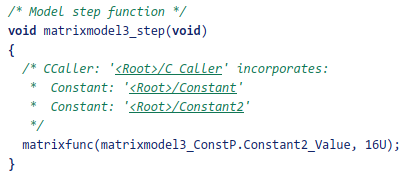 /* Model step function */
void matrixmodel3_step(void)
{
/* CCaller: '<Root>/C Caller' incorporates:
*  Constant: '<Root>/Constant'
*  Constant: '<Root>/Constant2'
*/
matrixfunc(matrixmodel3_ConstP.Constant2_Value, 16U);
}